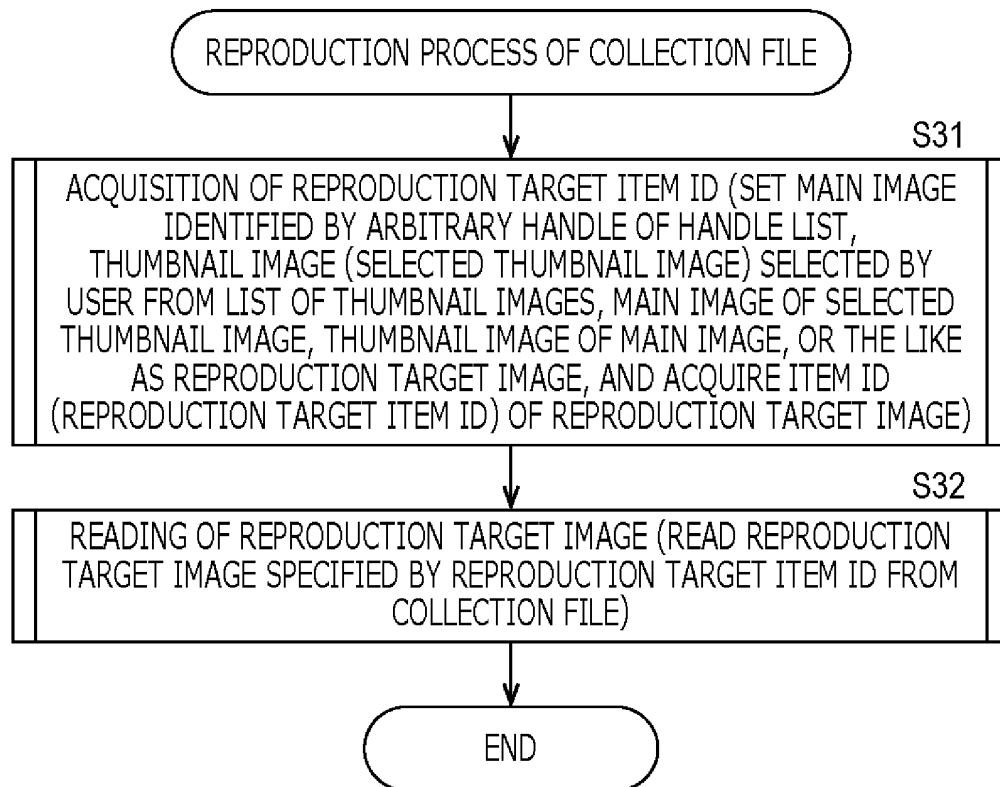 REPRODUCTION PROCESS OF COLLECTION FILE
S31
ACQUISITION OF REPRODUCTION TARGET ITEM ID (SET MAIN IMAGE
IDENTIFIED BY ARBITRARY HANDLE OF HANDLE LIST,
THUMBNAIL IMAGE (SELECTED THUMBNAIL IMAGE) SELECTED BY
USER FROM LIST OF THUMBNAIL IMAGES, MAIN IMAGE OF SELECTED
THUMBNAIL IMAGE, THUMBNAIL IMAGE OF MAIN IMAGE, OR THE LIKE
AS REPRODUCTION TARGET IMAGE, AND ACQUIRE ITEM ID
(REPRODUCTION TARGET ITEM ID) OF REPRODUCTION TARGET IMAGE)
S32
READING OF REPRODUCTION TARGET IMAGE (READ REPRODUCTION
TARGET IMAGE SPECIFIED BY REPRODUCTION TARGET ITEM ID FROM
COLLECTION FILE)
END